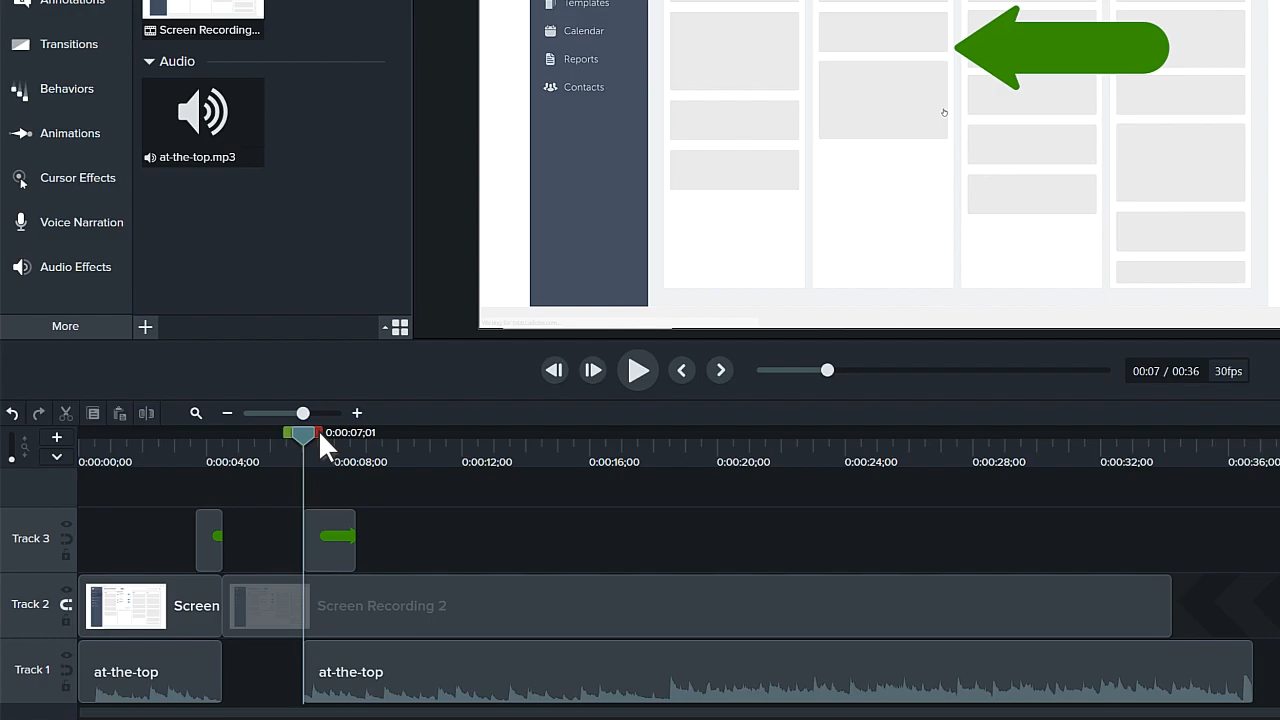 Annotations
Transitions
Behaviors
Animations
Cursor Effects
Voice Narration
Audio Effects
More
Screen Recording...
Audio
at-the-top.mp3
Templates
Calendar
Reports
Contacts
00:07 / 00:36
30fps
0:00:07;01
0:00:00;00
0:00:04;00
0:00:08;00
0:00:12;00
0:00:16;00
0:00:20;00
0:00:24;00
0:00:28;00
0:00:32;00
0:00:36;00
Track 3
Track 2
Screen
Screen Recording 2
Track 1
at-the-top
at-the-top